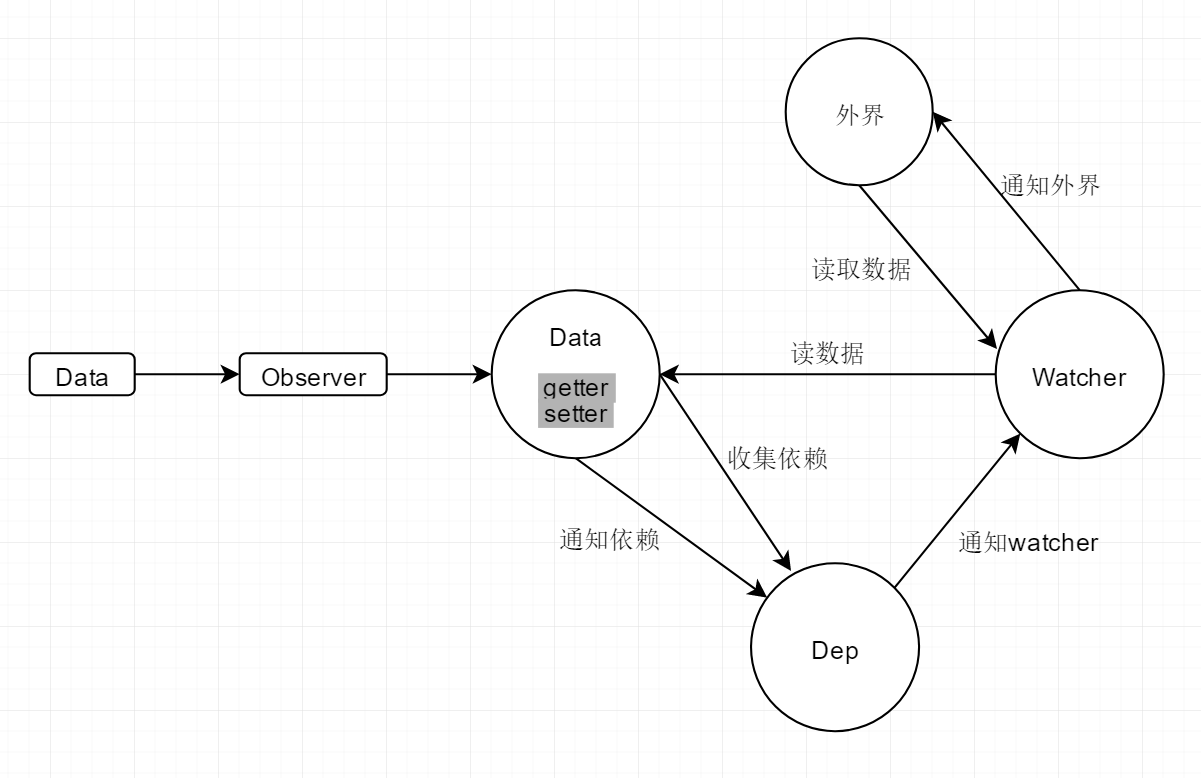 外界
通知外界
读取数据
Data
Observer
Data
getter
setter
读数据
Watcher
收集依赖
通知依赖
通知watcher
Dep